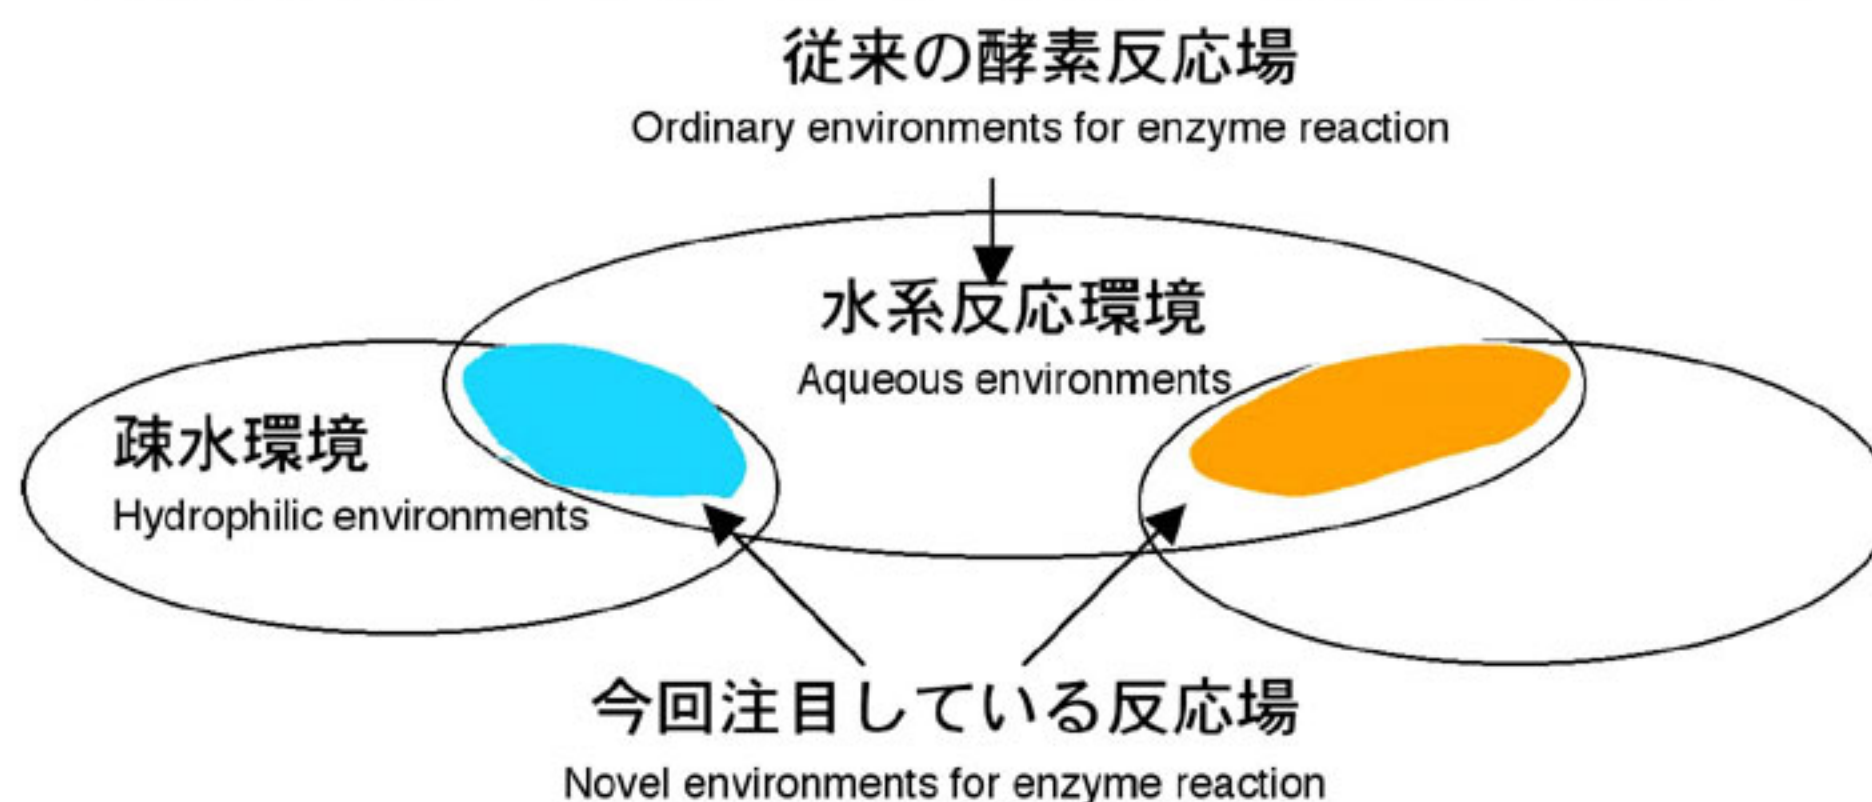 従来の酵素反応場
Ordinary environments for enzyme reaction
水系反応環境
Aqueous environments
疎水環境
Hydrophilic environments
今回注目している反応場
Novel environments for enzyme reaction